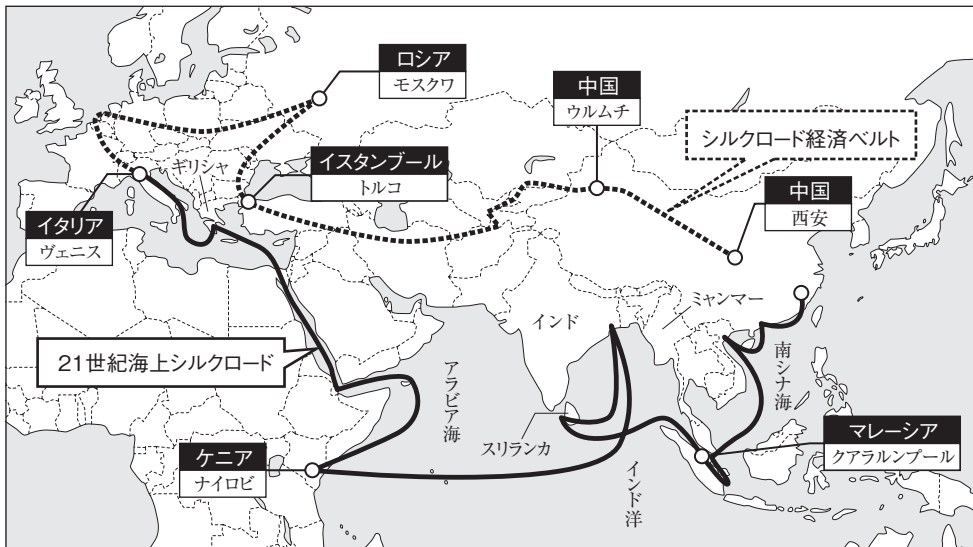 ロシア
モスクワ
中国
ウルムチ
シルクロード経済ベルト
ギリシャ
イスタンブール
トルコ
中国
西安
イタリア
ヴェニス
ミャンマー
インド
21世紀海上シルクロード
アラビア海
南シナ海
スリランカ
マレーシア
クアラルンプール
ケニア
ナイロビ
インド洋